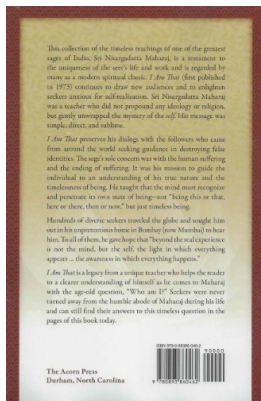 This collection of the timeless teachings of one of the greatest
sages of India, Sri Nisargadatta Maharaj, is a testament to
the uniqueness of the seer's life and work and is regarded by
many as a modern spiritual classic. I Am That (first published
in 1973) continues to draw new audiences and to enlighten
seekers anxious for self-realization. Sri Nisargadatta Maharaj
was a teacher who did not propound any ideology or religion,
but gently unwrapped the mystery of the self. His message was
simple, direct, and sublime.
I Am That preserves his dialogs with the followers who came
from around the world seeking guidance in destroying false
identities. The sage's sole concern was with the human suffering
and the ending of suffering. It was his mission to guide the
individual to an understanding of his true nature and the
timelessness of being. He taught that the mind must recognize
and penetrate its own state of being—not "being this or that,
here or there, then or now," but just timeless being.
Hundreds of diverse seekers traveled the globe and sought him
out in his unpretentious home in Bombay (now Mumbai) to hear
him. To all of them, he gave hope that "beyond the real experience
is not the mind, but the self, the light in which everything
appears ... the awareness in which everything happens."
I Am That is a legacy from a unique teacher who helps the reader
to a clearer understanding of himself as he comes to Maharaj
with the age-old question, "Who am I?" Seekers were never
turned away from the humble abode of Maharaj during his life
and can still find their answers to this timeless question in the
pages of this book today.
ISBN 978-0-89386-046-2
90000
9 780893 860462
The Acorn Press
Durham, North Carolina